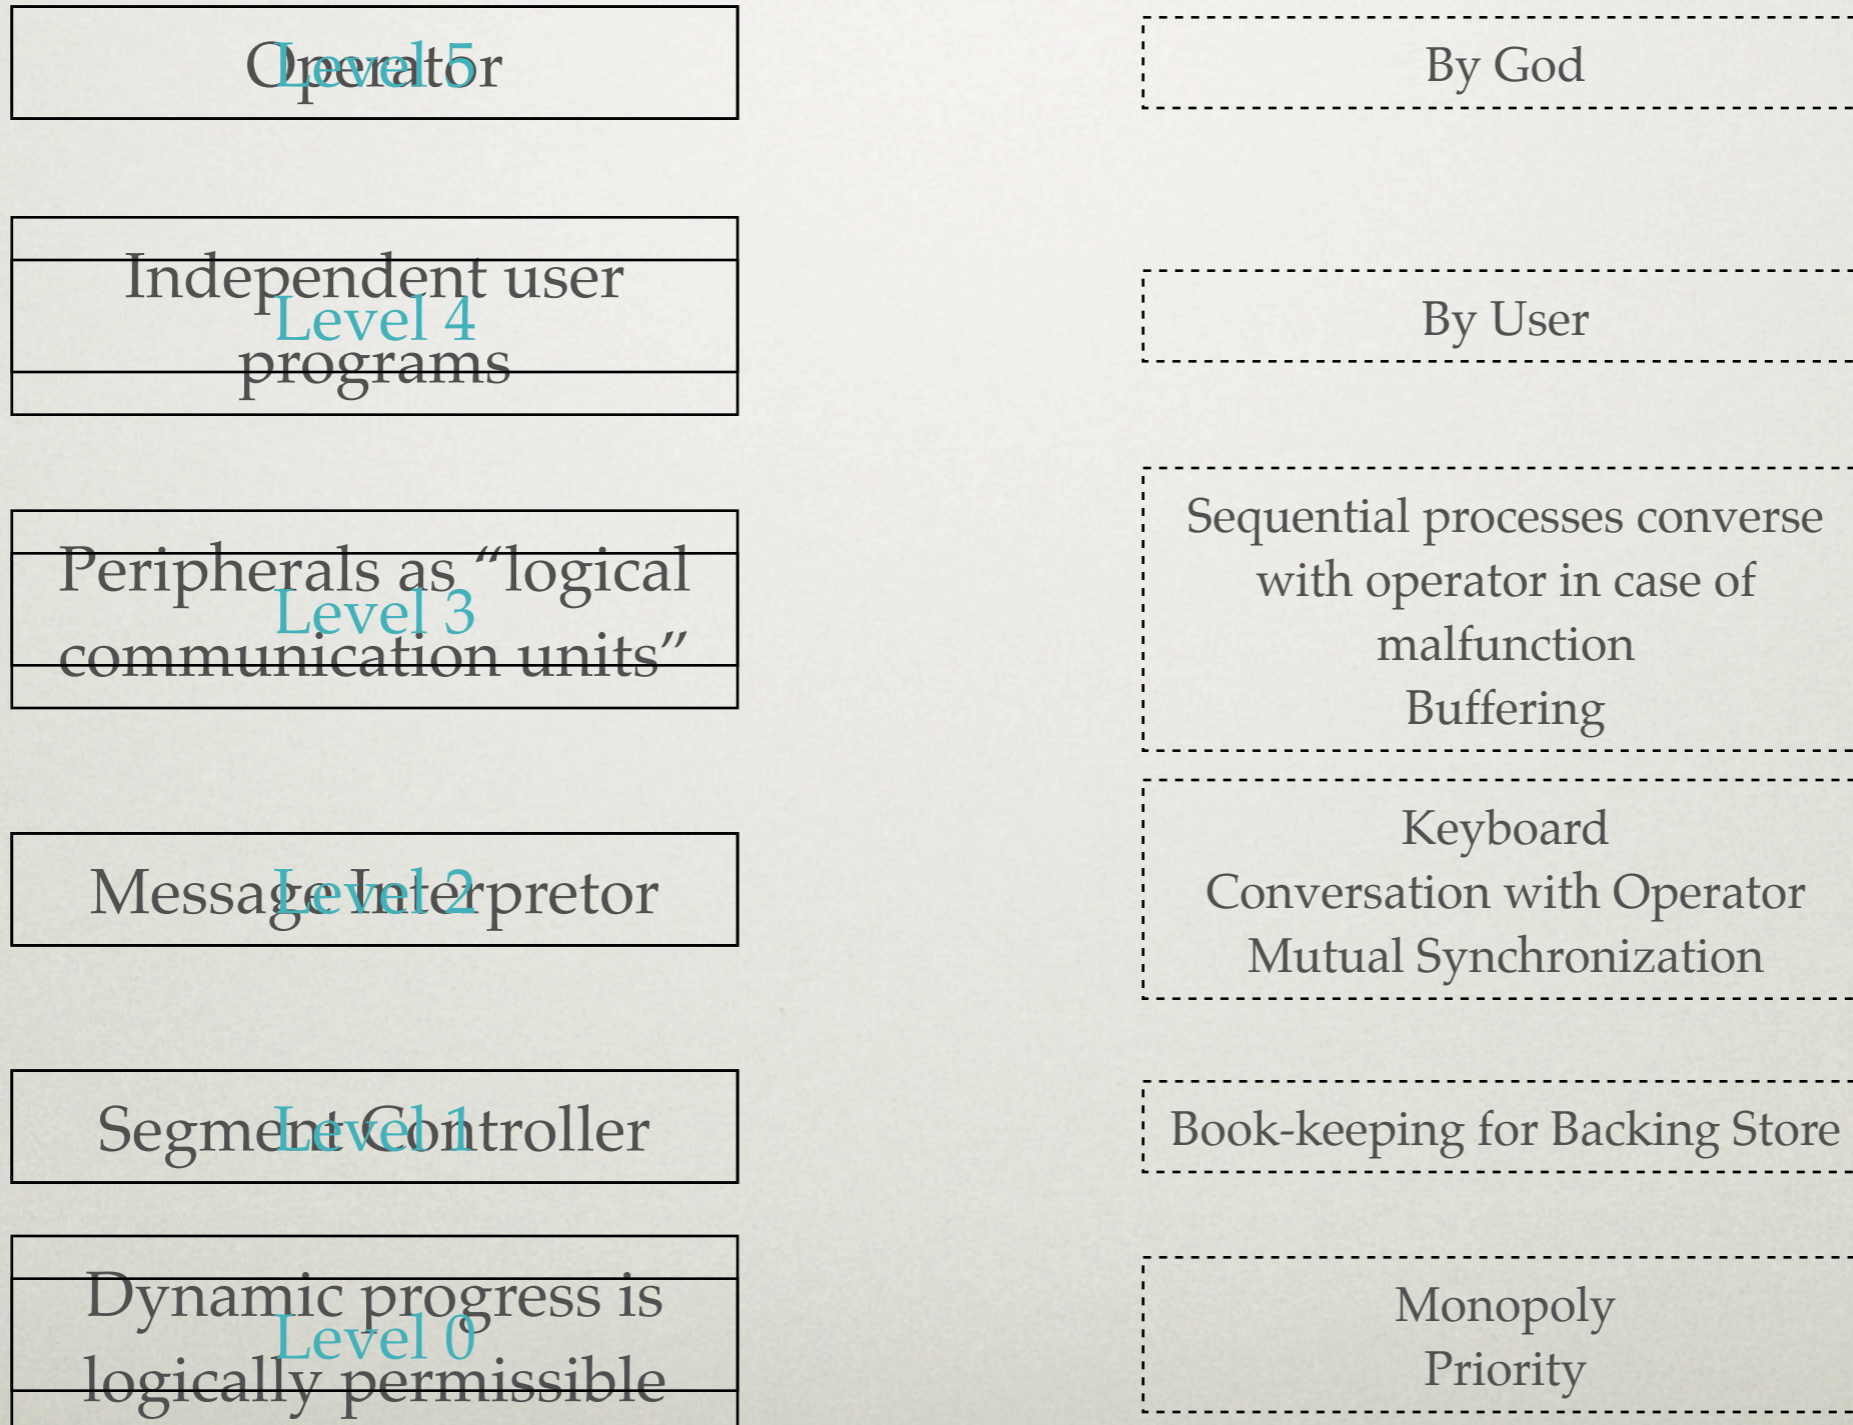 Operator
Level 5
By God
Independent user
Level 4
programs
By User
Peripherals as “logical
Level 3
communication units”
Sequential processes converse
with operator in case of
malfunction
Buffering
Message Interpretor
Level 2
Keyboard
Conversation with Operator
Mutual Synchronization
Segment Controller
Level 1
Book-keeping for Backing Store
Dynamic progress is
Level 0
logically permissible
Monopoly
Priority